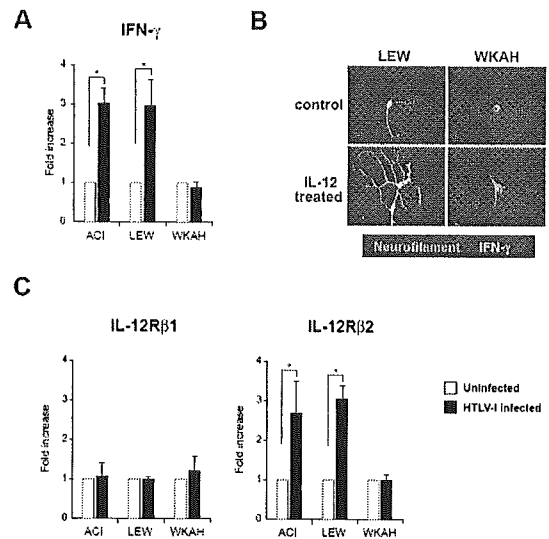 A
IFN-γ
Fold increase
4
3
2
1
0
*
*
ACI
LEW
WKAH
B
LEW
WKAH
control
IL-12
treated
Neurofilament IFN-γ
C
IL-12Rβ1
Fold increase
4
3
2
1
0
ACI
LEW
WKAH
IL-12Rβ2
Fold increase
4
3
2
1
0
*
*
ACI
LEW
WKAH
Uninfected
HTLV-I infected